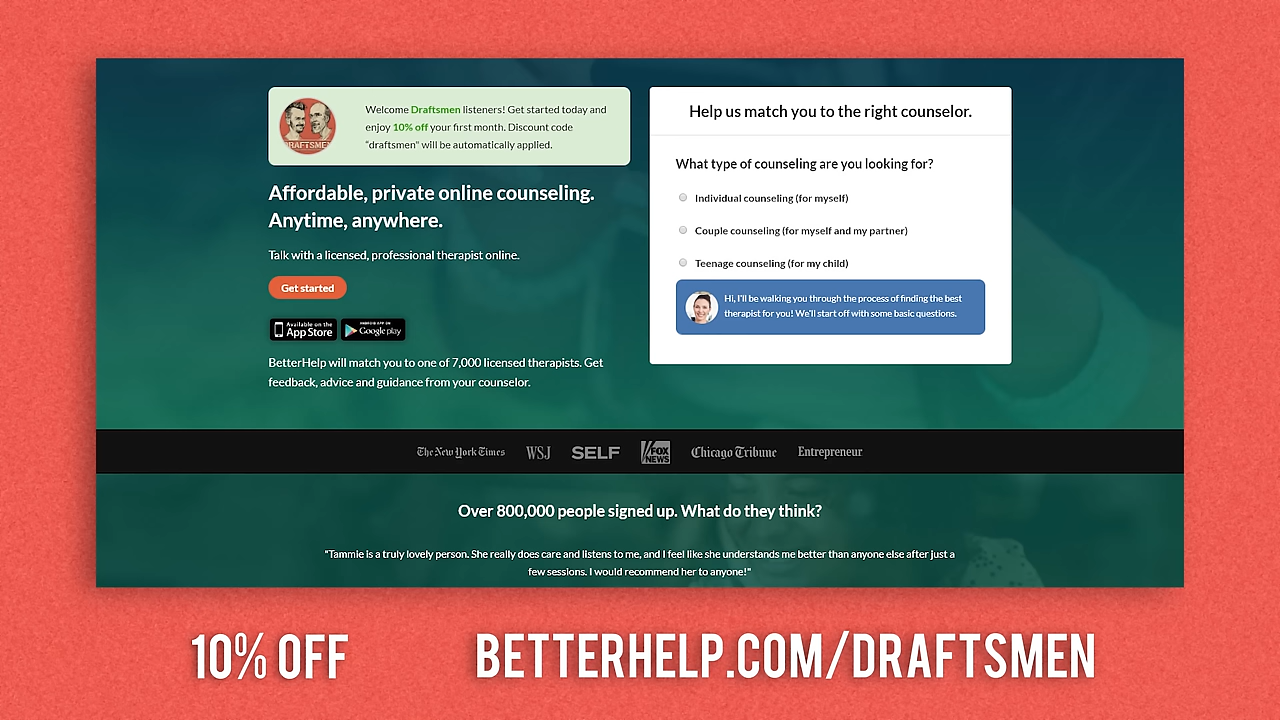 Welcome Draftsmen listeners! Get started today and
enjoy 10% off your first month. Discount code
"draftsmen" will be automatically applied.
DRAFTSMEN
Affordable, private online counseling.
Anytime, anywhere.
Talk with a licensed, professional therapist online.
Get started
Available on the
App Store
ANDROID APP ON
Google play
BetterHelp will match you to one of 7,000 licensed therapists. Get
feedback, advice and guidance from your counselor.
Help us match you to the right counselor.
What type of counseling are you looking for?
Individual counseling (for myself)
Couple counseling (for myself and my partner)
Teenage counseling (for my child)
Hi, I'll be walking you through the process of finding the best
therapist for you! We'll start off with some basic questions.
The New York Times WSJ SELF FOX NEWS Chicago Tribune Entrepreneur
Over 800,000 people signed up. What do they think?
"Tammie is a truly lovely person. She really does care and listens to me, and I feel like she understands me better than anyone else after just a
few sessions. I would recommend her to anyone!"
10% OFF BETTERHELP.COM/DRAFTSMEN